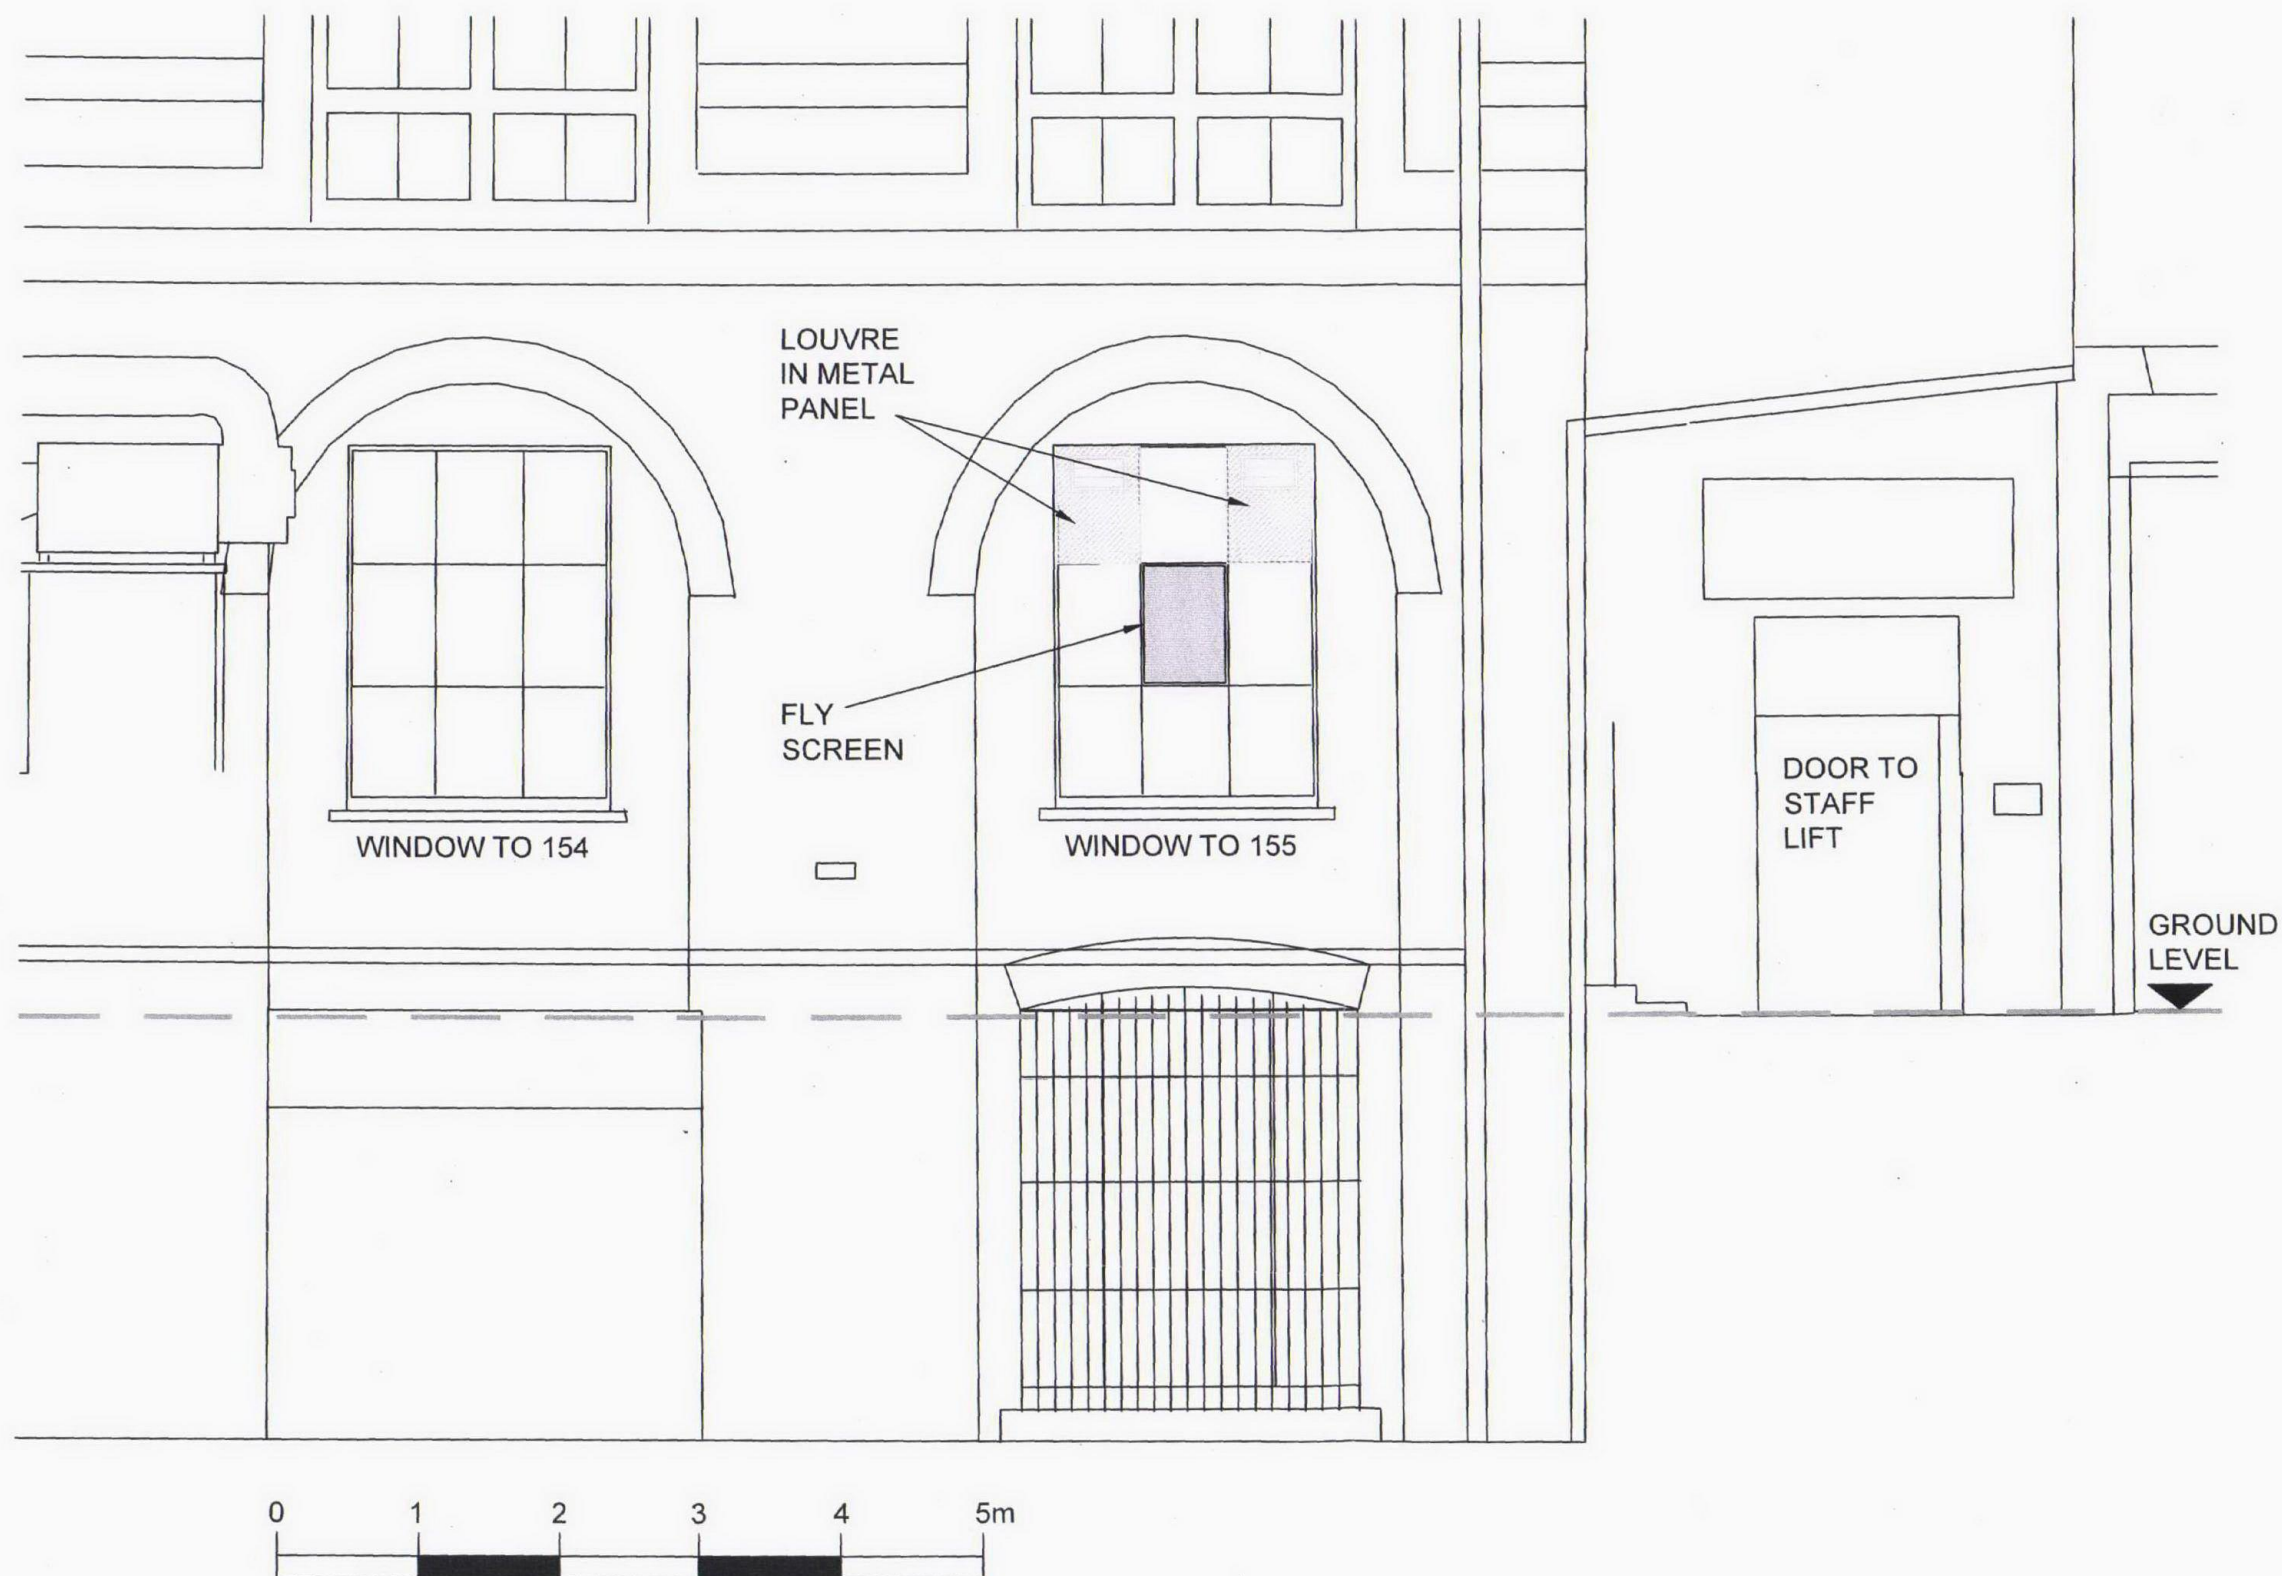 LOUVRE
IN METAL
PANEL
FLY
SCREEN
DOOR TO
STAFF
LIFT
WINDOW TO 154
WINDOW TO 155
GROUND
LEVEL
0 1 2 3 4 5m